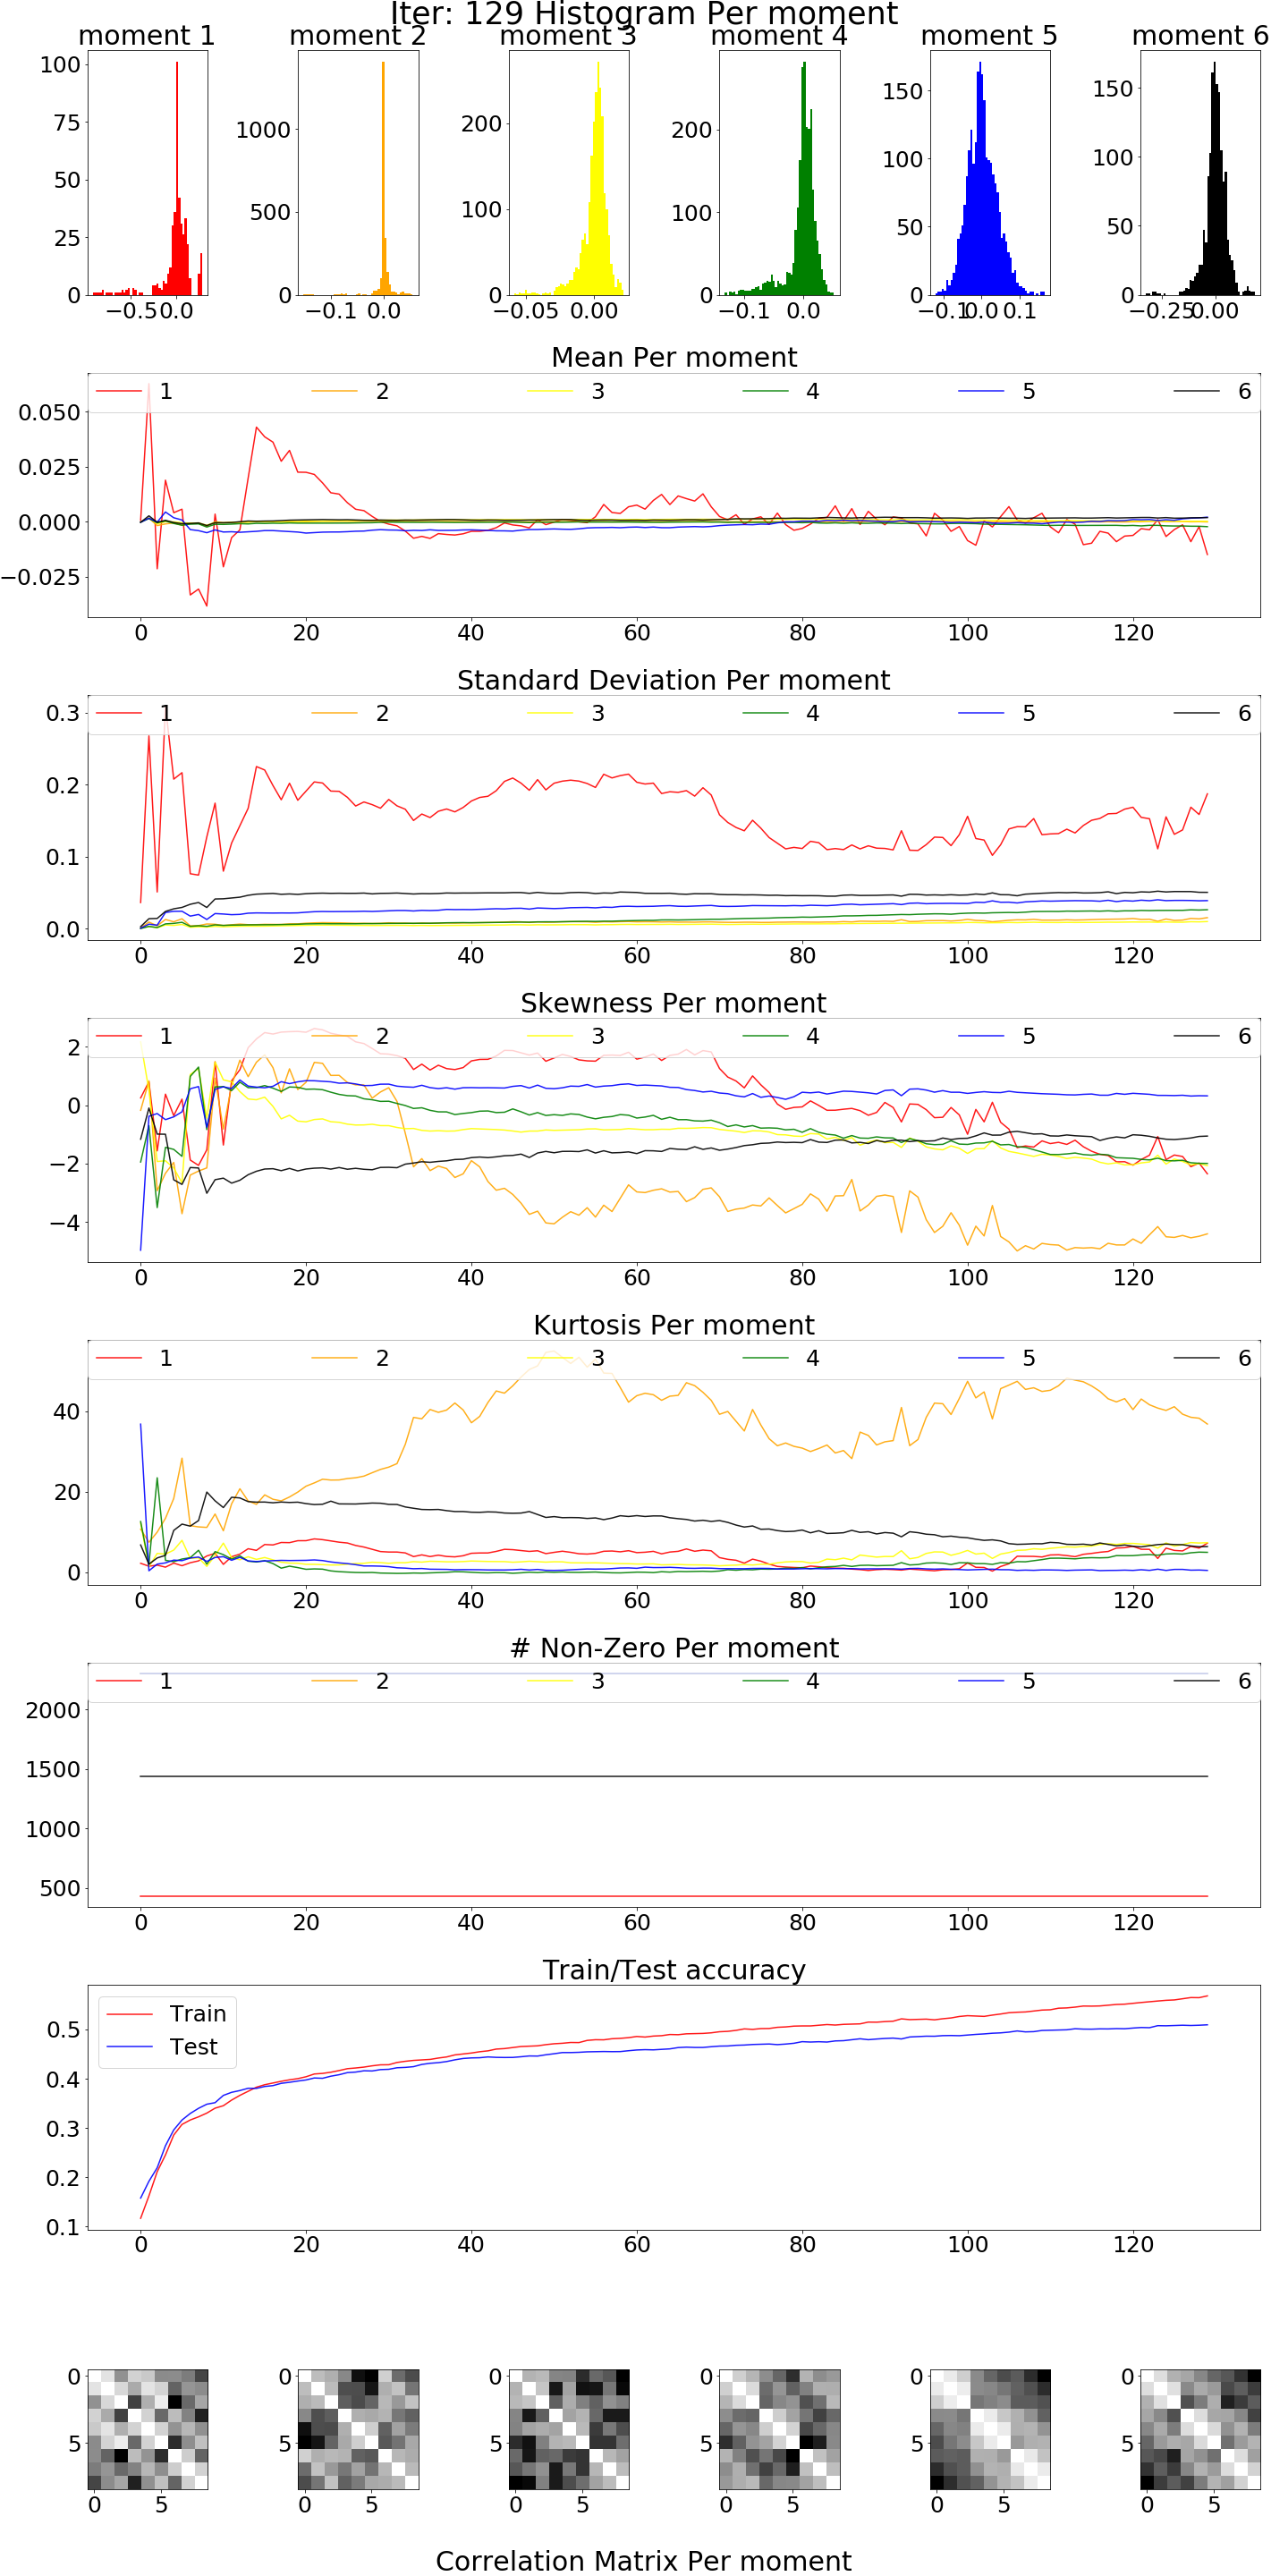 Iter: 129 Histogram Per moment
moment 1 moment 2 moment 3 moment 4 moment 5 moment 6
100
75
50
25
0
−0.5 0.0
1000
500
0
−0.1 0.0
200
100
0
−0.05 0.00
200
100
0
−0.1 0.0
150
100
50
0
−0.1 0.0 0.1
150
100
50
0
−0.25 0.00
Mean Per moment
1 2 3 4 5 6
0.050
0.025
0.000
−0.025
0 20 40 60 80 100 120
Standard Deviation Per moment
1 2 3 4 5 6
0.3
0.2
0.1
0.0
0 20 40 60 80 100 120
Skewness Per moment
1 2 3 4 5 6
2
0
−2
−4
0 20 40 60 80 100 120
Kurtosis Per moment
1 2 3 4 5 6
40
20
0
0 20 40 60 80 100 120
# Non-Zero Per moment
1 2 3 4 5 6
2000
1500
1000
500
0 20 40 60 80 100 120
Train/Test accuracy
Train
Test
0.5
0.4
0.3
0.2
0.1
0 20 40 60 80 100 120
0 0 0 0 0 0
5 5 5 5 5 5
0 5 0 5 0 5 0 5 0 5 0 5
Correlation Matrix Per moment